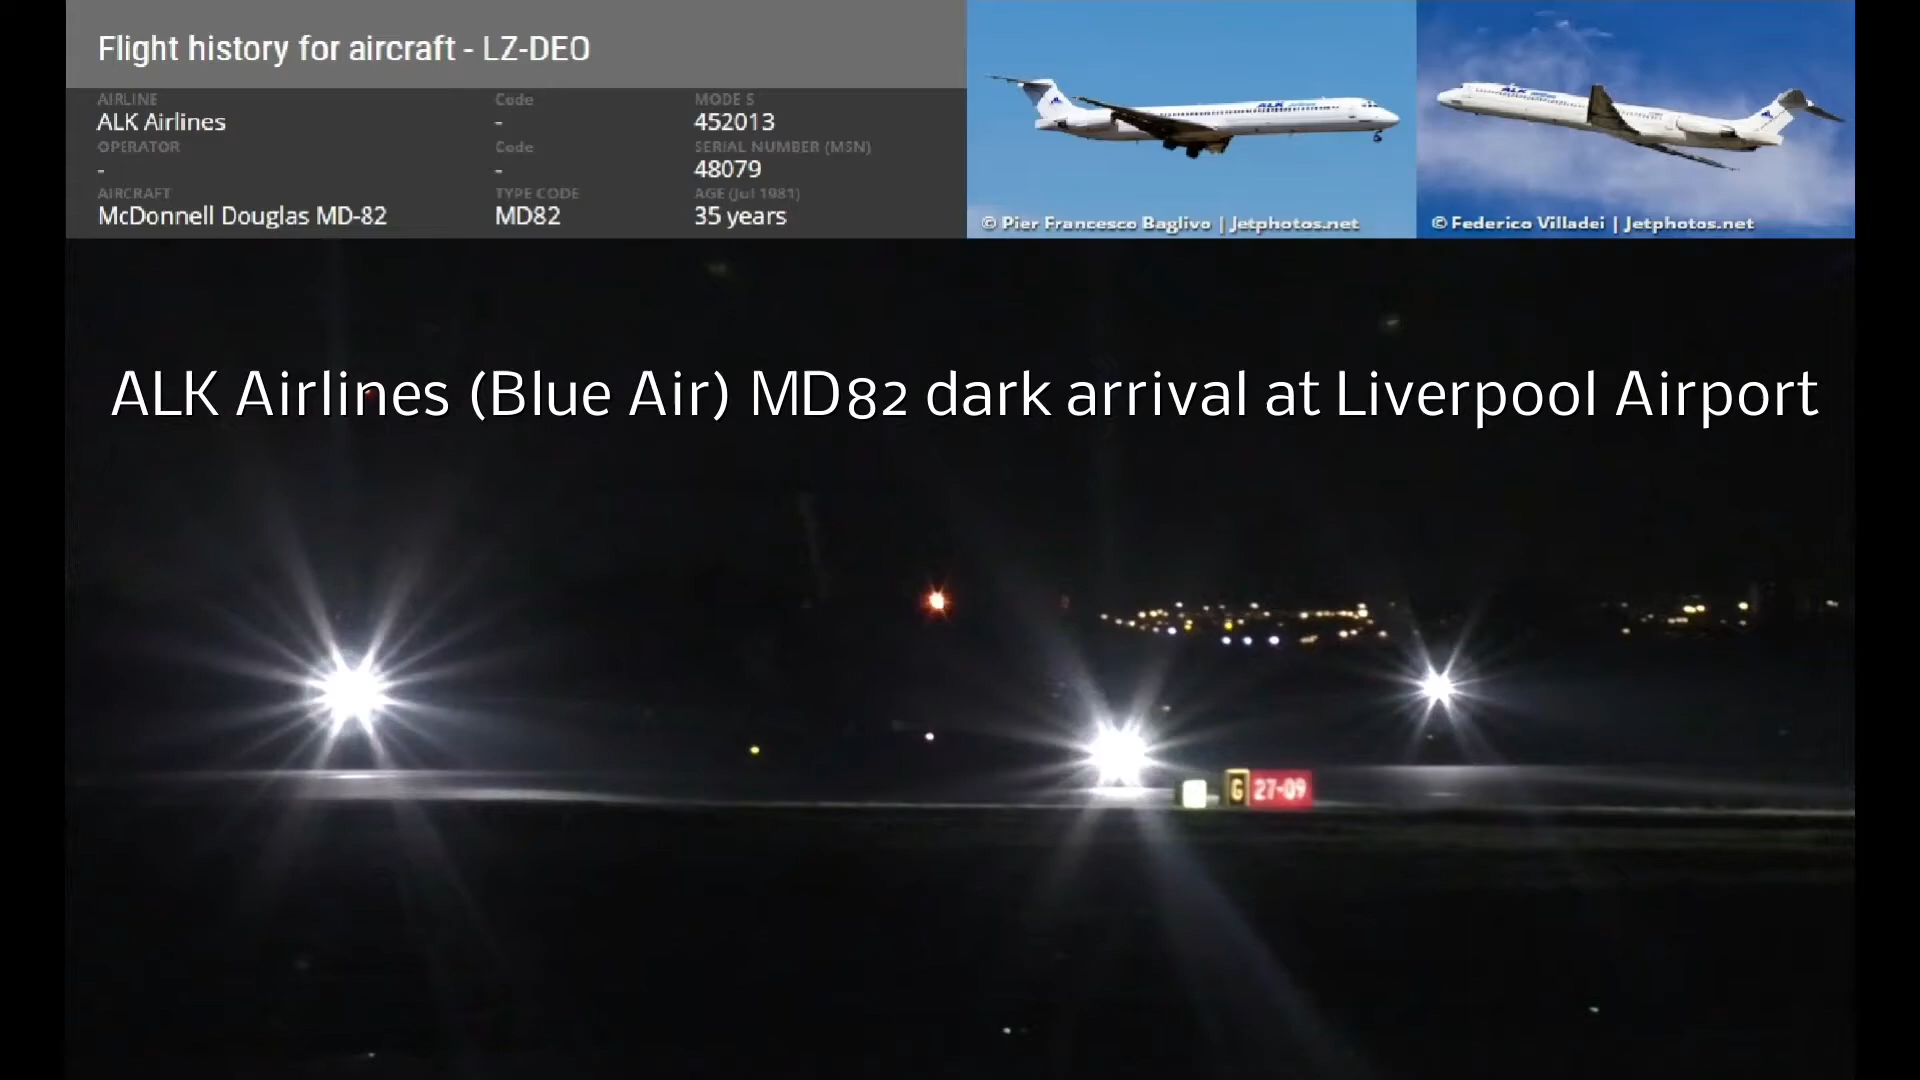 Flight history for aircraft - LZ-DEO
AIRLINE Code MODE S
ALK Airlines - 452013
OPERATOR Code SERIAL NUMBER (MSN)
- - 48079
AIRCRAFT TYPE CODE AGE (Jul 1981)
McDonnell Douglas MD-82 MD82 35 years
ALK
ALK
© Pier Francesco Baglivo | Jetphotos.net
© Federico Villadei | Jetphotos.net
ALK Airlines (Blue Air) MD82 dark arrival at Liverpool Airport
G 27-09